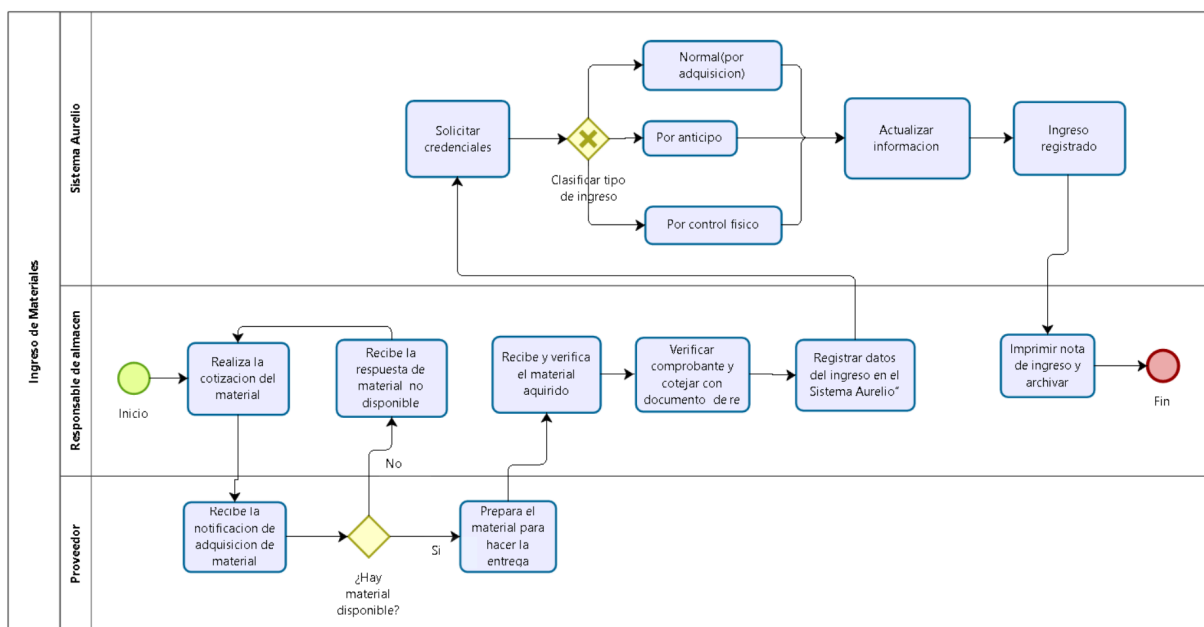 Ingreso de Materiales
Sistema Aurelio
Solicitar
credenciales
Clasificar tipo
de ingreso
Normal(por
adquisicion)
Por anticipo
Por control fisico
Actualizar
informacion
Ingreso
registrado
Responsable de almacen
Inicio
Realiza la
cotizacion del
material
Recibe la
respuesta de
material no
disponible
No
Recibe y verifica
el material
aquirido
Verificar
comprobante y
cotejar con
documento de re
Registrar datos
del ingreso en el
Sistema Aurelio“
Imprimir nota
de ingreso y
archivar
Fin
Proveedor
Recibe la
notificacion de
adquisicion de
material
¿Hay
material
disponible?
Si
Prepara el
material para
hacer la
entrega